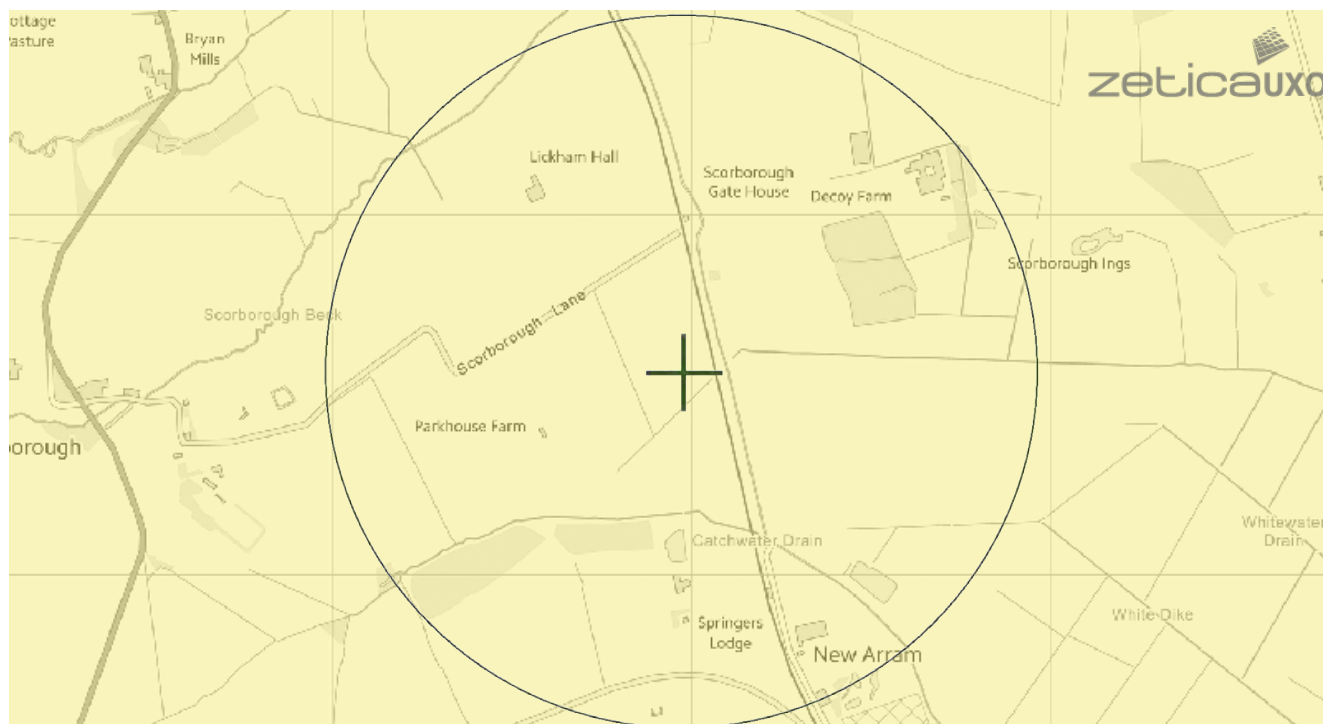 ottage
Pasture
Bryan
Mills
zeticauxo
Lickham Hall
Scorborough
Gate House
Decoy Farm
Scorborough Ings
Scorborough Beck
Scorborough Lane
Parkhouse Farm
borough
Catchwater Drain
Whitewater
Drain
White Dike
Springers
Lodge
New Arram